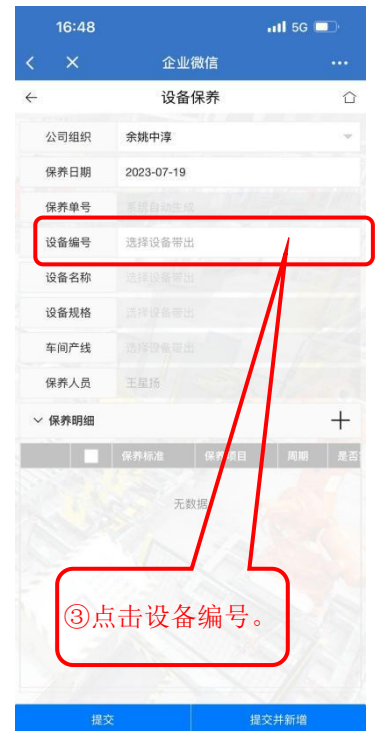 16:48
5G
企业微信
设备保养
公司组织 余姚中淳
保养日期 2023-07-19
保养单号 系统自动生成
设备编号 选择设备带出
设备名称 选择设备带出
设备规格 选择设备带出
车间产线 选择设备带出
保养人员 王星扬
保养明细
保养标准 保养项目 周期 是否
无数据
③点击设备编号。
提交 提交并新增